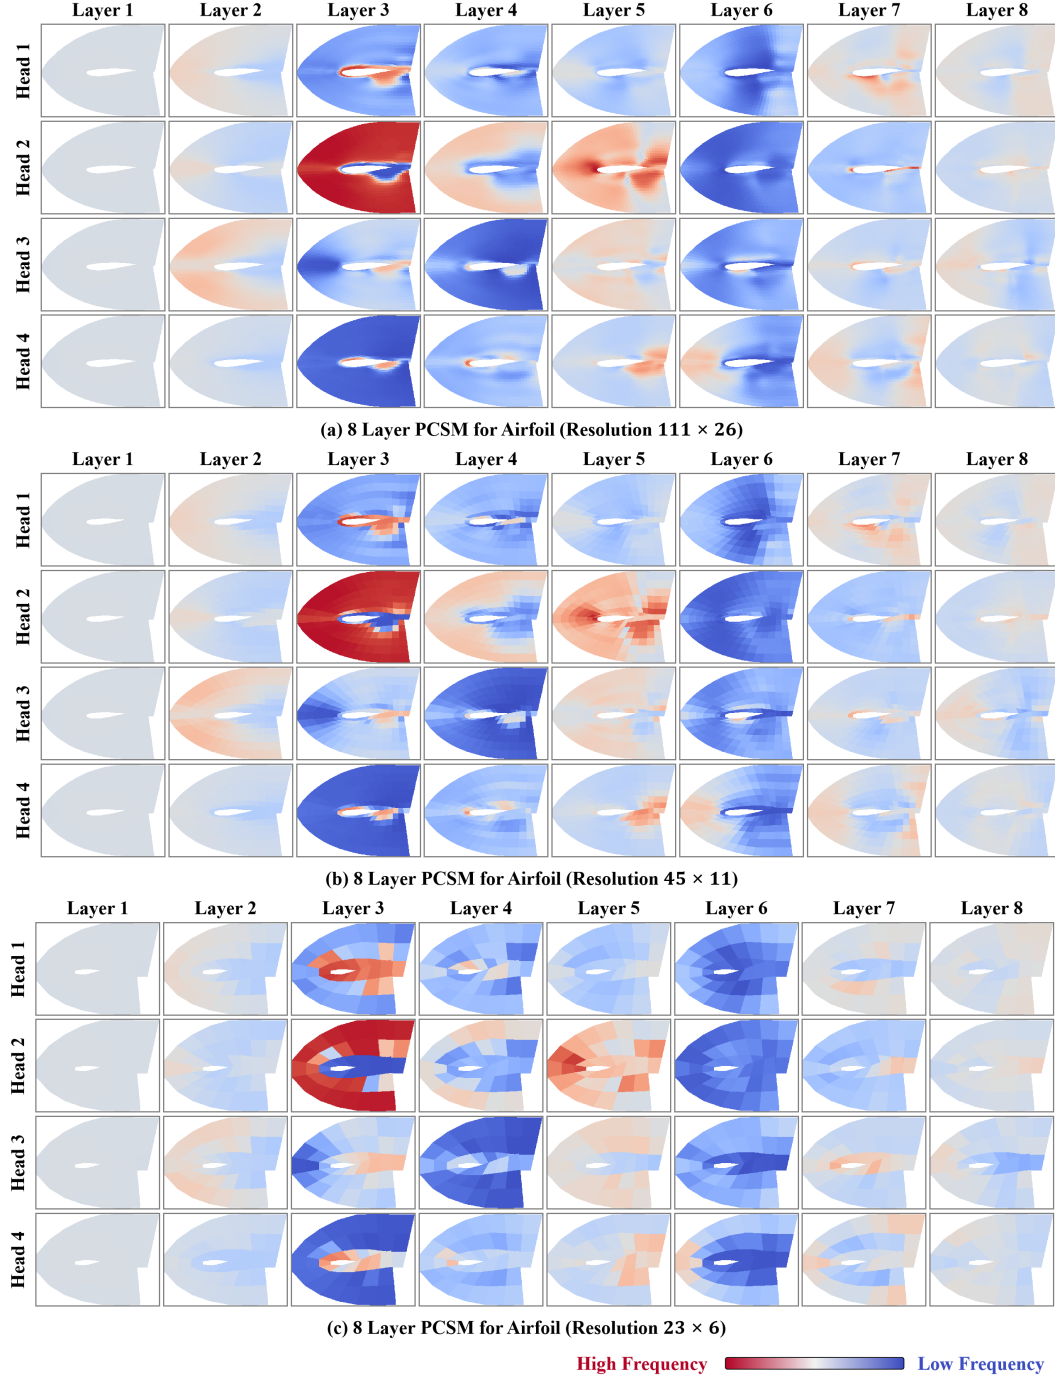 Layer 1 Layer 2 Layer 3 Layer 4 Layer 5 Layer 6 Layer 7 Layer 8
Head 1
Head 2
Head 3
Head 4
(a) 8 Layer PCSM for Airfoil (Resolution 111 × 26)
Layer 1 Layer 2 Layer 3 Layer 4 Layer 5 Layer 6 Layer 7 Layer 8
Head 1
Head 2
Head 3
Head 4
(b) 8 Layer PCSM for Airfoil (Resolution 45 × 11)
Layer 1 Layer 2 Layer 3 Layer 4 Layer 5 Layer 6 Layer 7 Layer 8
Head 1
Head 2
Head 3
Head 4
(c) 8 Layer PCSM for Airfoil (Resolution 23 × 6)
High Frequency Low Frequency